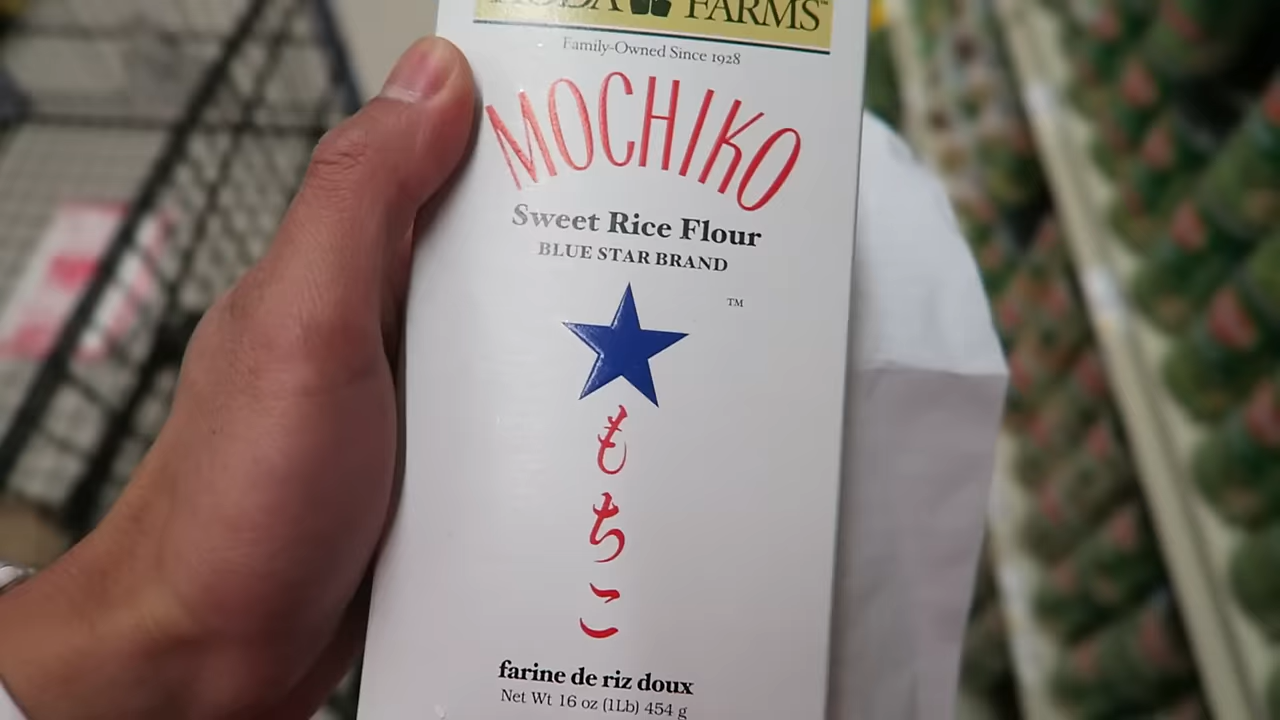 FARMS
Family-Owned Since 1928
MOCHIKO
Sweet Rice Flour
BLUE STAR BRAND
TM
もちこ
farine de riz doux
Net Wt 16 oz (1Lb) 454 g